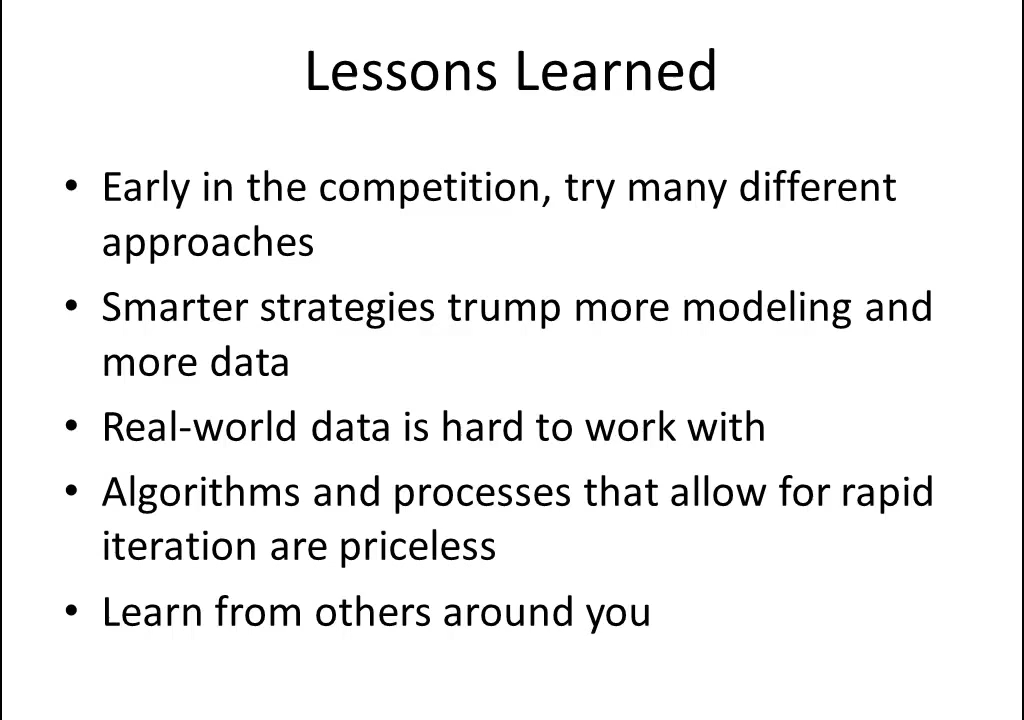 Lessons Learned
• Early in the competition, try many different
approaches
• Smarter strategies trump more modeling and
more data
• Real-world data is hard to work with
• Algorithms and processes that allow for rapid
iteration are priceless
• Learn from others around you